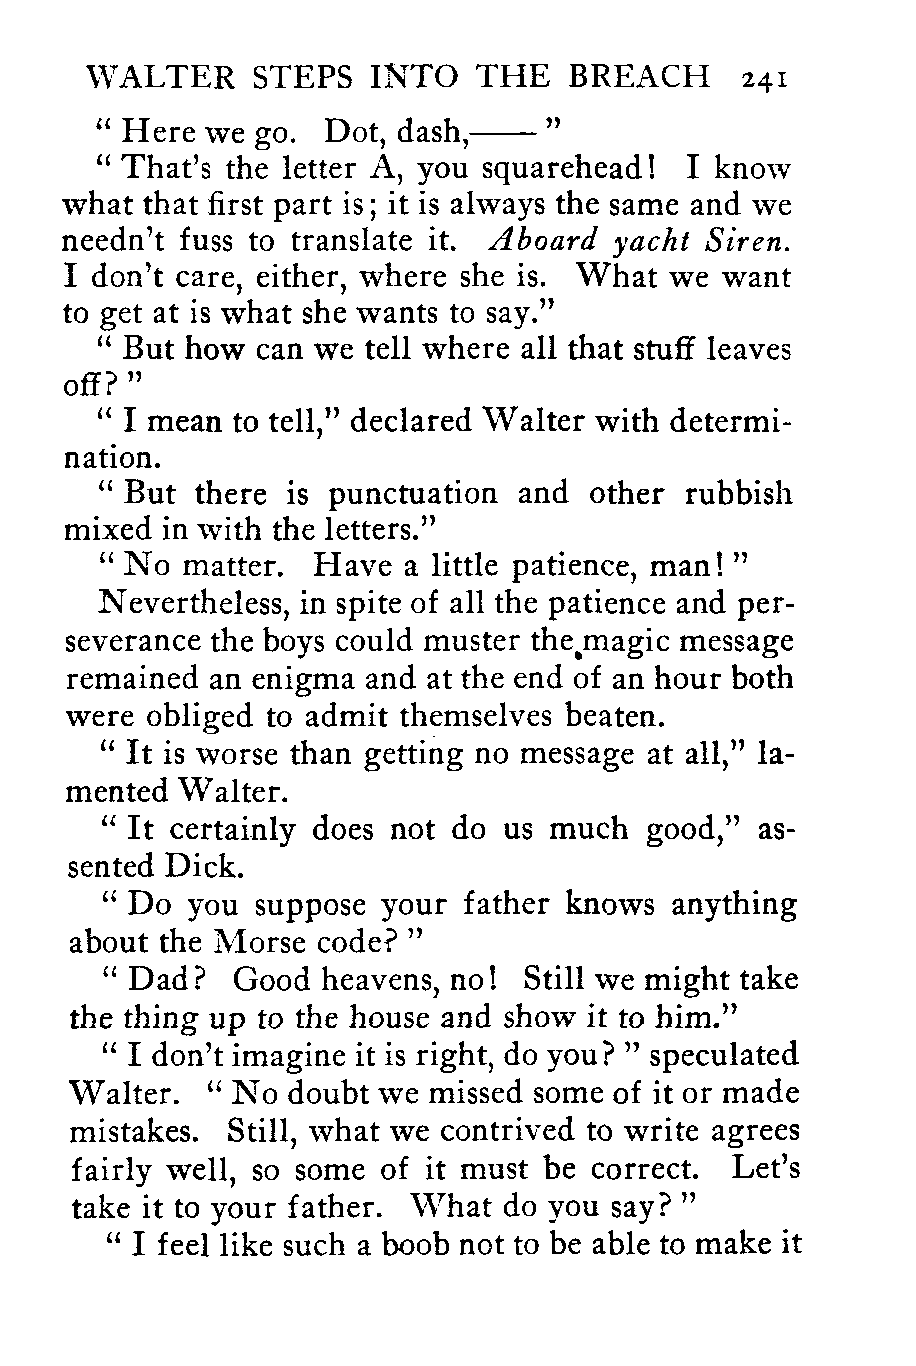 WALTER STEPS INTO THE BREACH 241
“ Here we go. Dot, dash,—— ”
“ That’s the letter A, you squarehead! I know
what that first part is; it is always the same and we
needn’t fuss to translate it. Aboard yacht Siren.
I don’t care, either, where she is. What we want
to get at is what she wants to say.”
“ But how can we tell where all that stuff leaves
off? ”
“ I mean to tell,” declared Walter with determi-
nation.
“ But there is punctuation and other rubbish
mixed in with the letters.”
“ No matter. Have a little patience, man! ”
Nevertheless, in spite of all the patience and per-
severance the boys could muster the magic message
remained an enigma and at the end of an hour both
were obliged to admit themselves beaten.
“ It is worse than getting no message at all,” la-
mented Walter.
“ It certainly does not do us much good,” as-
sented Dick.
“ Do you suppose your father knows anything
about the Morse code? ”
“ Dad? Good heavens, no! Still we might take
the thing up to the house and show it to him.”
“ I don’t imagine it is right, do you? ” speculated
Walter. “ No doubt we missed some of it or made
mistakes. Still, what we contrived to write agrees
fairly well, so some of it must be correct. Let’s
take it to your father. What do you say? ”
“ I feel like such a boob not to be able to make it